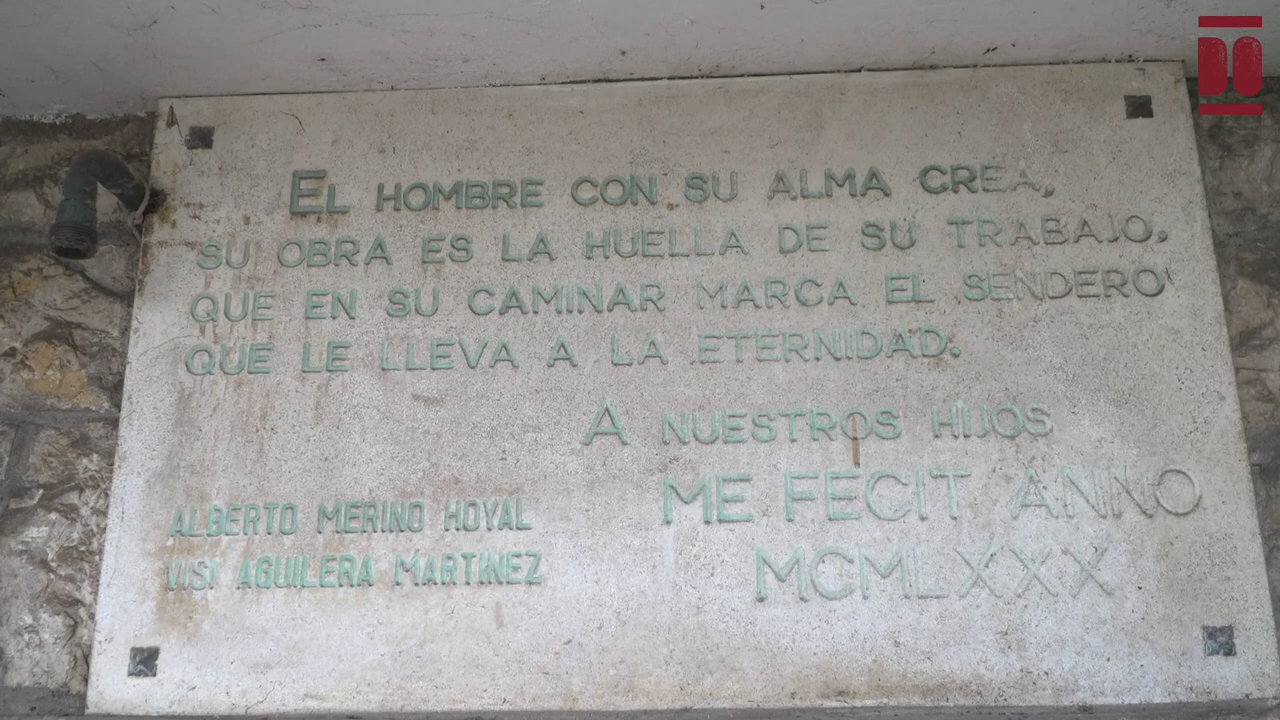 EL HOMBRE CON SU ALMA CREA,
SU OBRA ES LA HUELLA DE SU TRABAJO,
QUE EN SU CAMINAR MARCA EL SENDERO
QUE LE LLEVA A LA ETERNIDAD.
A NUESTROS HIJOS
ME FECIT ANNO
MCMLXXX
ALBERTO MERINO HOYAL
VISI AGUILERA MARTINEZ